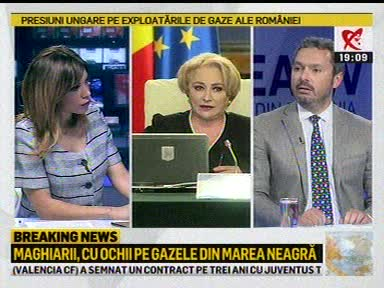 PRESIUNI UNGARE PE EXPLOATĂRILE DE GAZE ALE ROMÂNIEI
19:09
DIN
BREAKING NEWS
MAGHIARII, CU OCHII PE GAZELE DIN MAREA NEAGRĂ
(VALENCIA CF) A SEMNAT UN CONTRACT PE TREI ANI CU JUVENTUS T